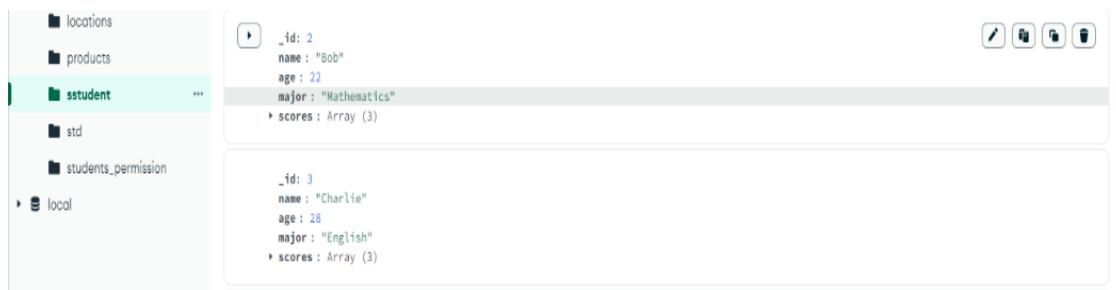 locations
products
sstudent
std
students_permission
local
_id: 2
name : "Bob"
age : 22
major : "Mathematics"
scores : Array (3)
_id: 3
name : "Charlie"
age : 28
major : "English"
scores : Array (3)